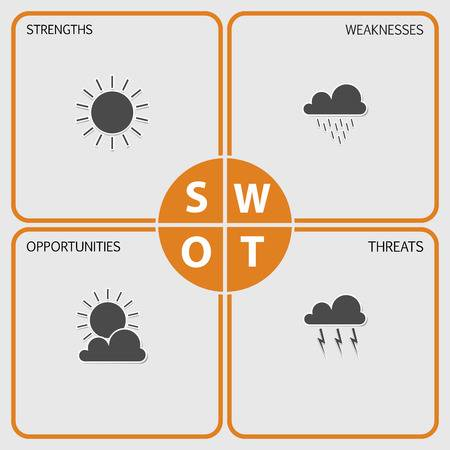 STRENGTHS
WEAKNESSES
S W
O T
OPPORTUNITIES
THREATS